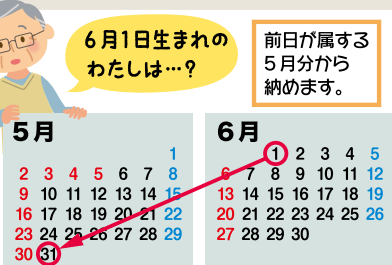 6月1日生まれの
わたしは…?
前日が属する
5月分から
納めます。
5月
1
2 3 4 5 6 7 8
9 10 11 12 13 14 15
16 17 18 19 20 21 22
23 24 25 26 27 28 29
30 31
6月
1 2 3 4 5
6 7 8 9 10 11 12
13 14 15 16 17 18 19
20 21 22 23 24 25 26
27 28 29 30